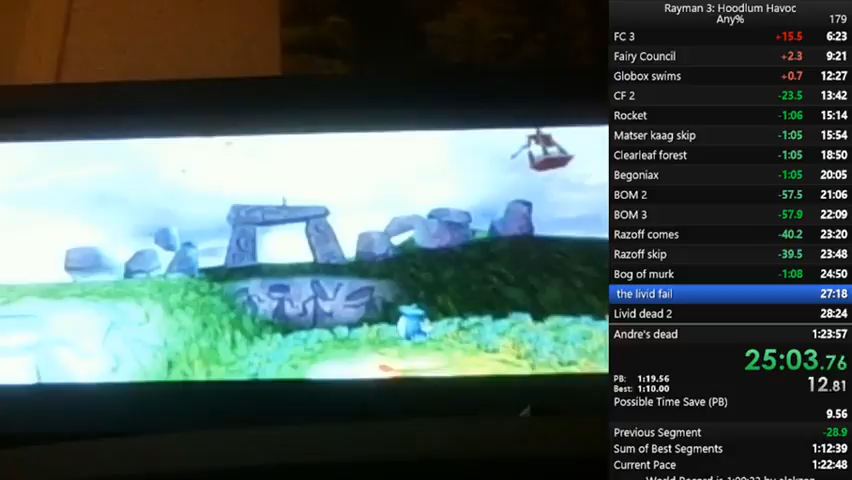 Rayman 3: Hoodlum Havoc
Any% 179
FC 3 +15.5 6:23
Fairy Council +2.3 9:21
Globox swims +0.7 12:27
CF 2 -23.5 13:42
Rocket -1:06 15:14
Matser kaag skip -1:05 15:54
Clearleaf forest -1:05 18:50
Begoniax -1:05 20:05
BOM 2 -57.5 21:06
BOM 3 -57.9 22:09
Razoff comes -40.2 23:20
Razoff skip -39.5 23:48
Bog of murk -1:08 24:50
the livid fail 27:18
Livid dead 2 28:24
Andre's dead 1:23:57
25:03.76
PB: 1:19.56 12.81
Best: 1:10.00
Possible Time Save (PB)
9.56
Previous Segment -28.9
Sum of Best Segments 1:12:39
Current Pace 1:22:48
World Record is